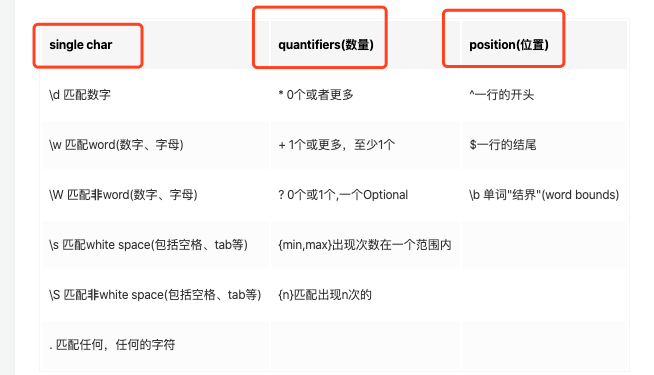 single char quantifiers(数量) position(位置)
\d 匹配数字 * 0个或者更多 ^一行的开头
\w 匹配word(数字、字母) + 1个或更多，至少1个 $一行的结尾
\W 匹配非word(数字、字母) ? 0个或1个,一个Optional \b 单词"结界"(word bounds)
\s 匹配white space(包括空格、tab等) {min,max}出现次数在一个范围内
\S 匹配非white space(包括空格、tab等) {n}匹配出现n次的
. 匹配任何，任何的字符